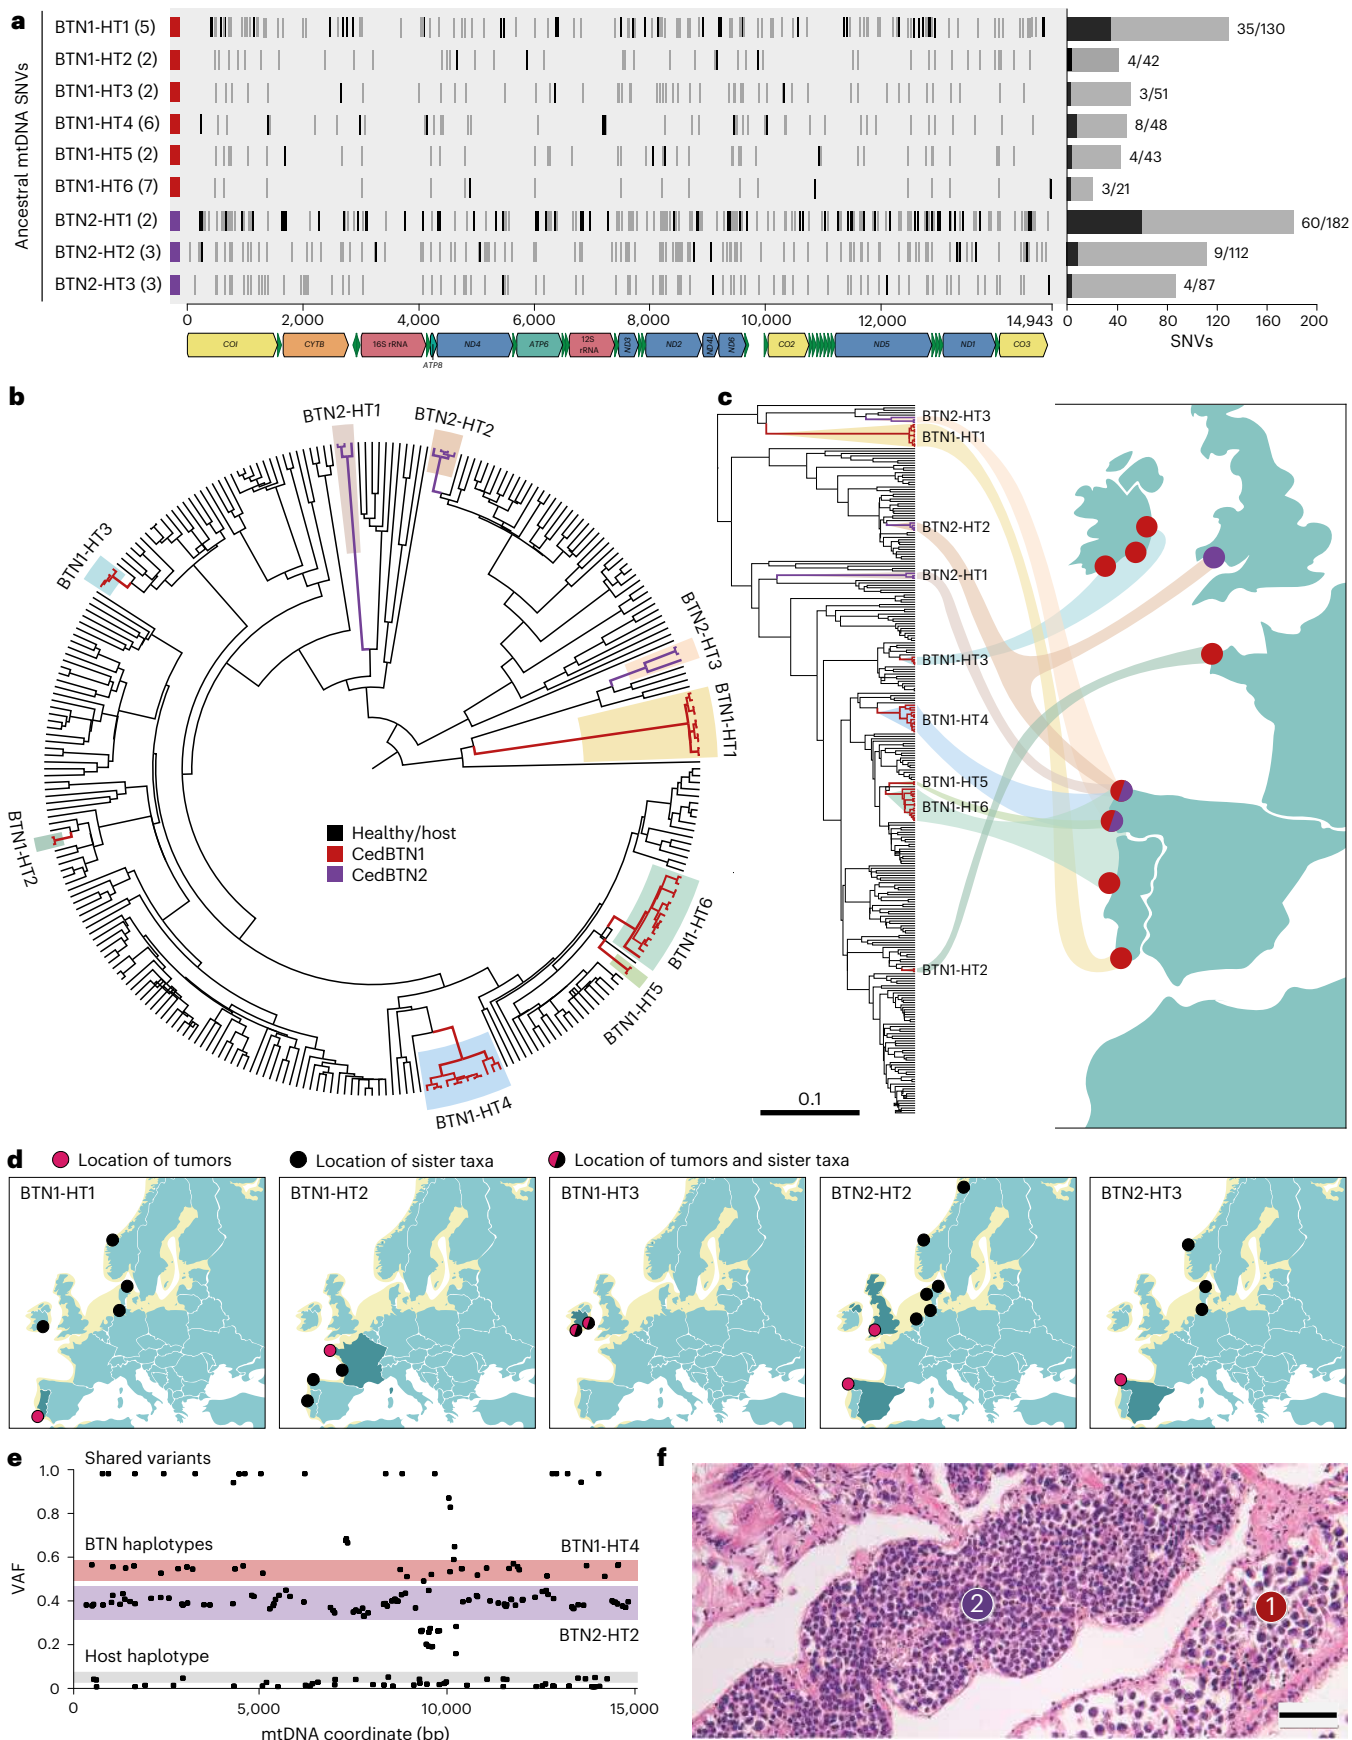 a
Ancestral mtDNA SNVs
BTN1-HT1 (5)
35/130
BTN1-HT2 (2)
4/42
BTN1-HT3 (2)
3/51
BTN1-HT4 (6)
8/48
BTN1-HT5 (2)
4/43
BTN1-HT6 (7)
3/21
BTN2-HT1 (2)
60/182
BTN2-HT2 (3)
9/112
BTN2-HT3 (3)
4/87
0 2,000 4,000 6,000 8,000 10,000 12,000 14,943
0 40 80 120 160 200
SNVs
COI CYTB 16S rRNA ND4 ATP6 12S rRNA ND3 ND2 ND4L ND6 CO2 ND5 ND1 CO3
ATP8
b
BTN2-HT1
BTN2-HT2
BTN1-HT3
BTN2-HT3
BTN1-HT1
BTN1-HT2
Healthy/host
CedBTN1
CedBTN2
BTN1-HT6
BTN1-HT5
BTN1-HT4
c
BTN2-HT3
BTN1-HT1
BTN2-HT2
BTN2-HT1
BTN1-HT3
BTN1-HT4
BTN1-HT5
BTN1-HT6
BTN1-HT2
0.1
d
Location of tumors
Location of sister taxa
Location of tumors and sister taxa
BTN1-HT1
BTN1-HT2
BTN1-HT3
BTN2-HT2
BTN2-HT3
e
Shared variants
1.0
0.8
0.6
0.4
0.2
0
VAF
BTN haplotypes
BTN1-HT4
BTN2-HT2
Host haplotype
0 5,000 10,000 15,000
mtDNA coordinate (bp)
f
2
1